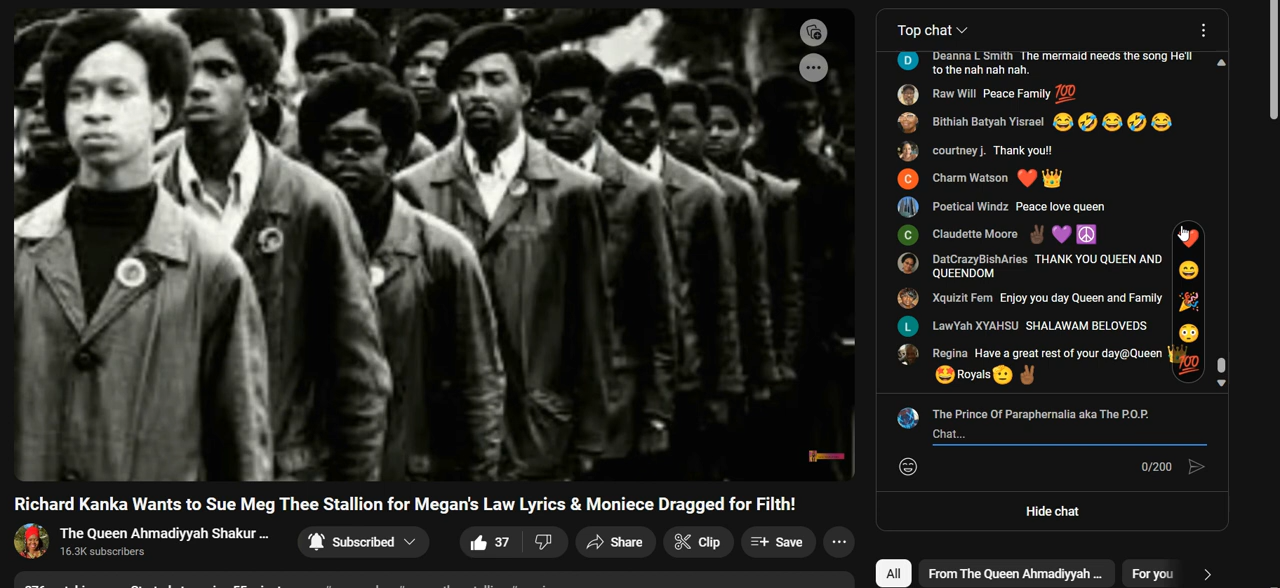 Top chat
Deanna L Smith The mermaid needs the song He'll
to the nah nah nah.
Raw Will Peace Family 💯
Bithiah Batyah Yisrael 😂🤣😂🤣😂
courtney j. Thank you!!
Charm Watson ❤️👑
Poetical Windz Peace love queen
Claudette Moore ✌🏾💜☮️
DatCrazyBishAries THANK YOU QUEEN AND
QUEENDOM
Xquizit Fem Enjoy you day Queen and Family
LawYah XYAHSU SHALAWAM BELOVEDS
Regina Have a great rest of your day@Queen 👑
🤩Royals🫡✌🏾
The Prince Of Paraphernalia aka The P.O.P.
Chat...
0/200
Hide chat
Richard Kanka Wants to Sue Meg Thee Stallion for Megan's Law Lyrics & Moniece Dragged for Filth!
The Queen Ahmadiyyah Shakur ...
16.3K subscribers
Subscribed
37
Share
Clip
Save
All
From The Queen Ahmadiyyah ...
For you